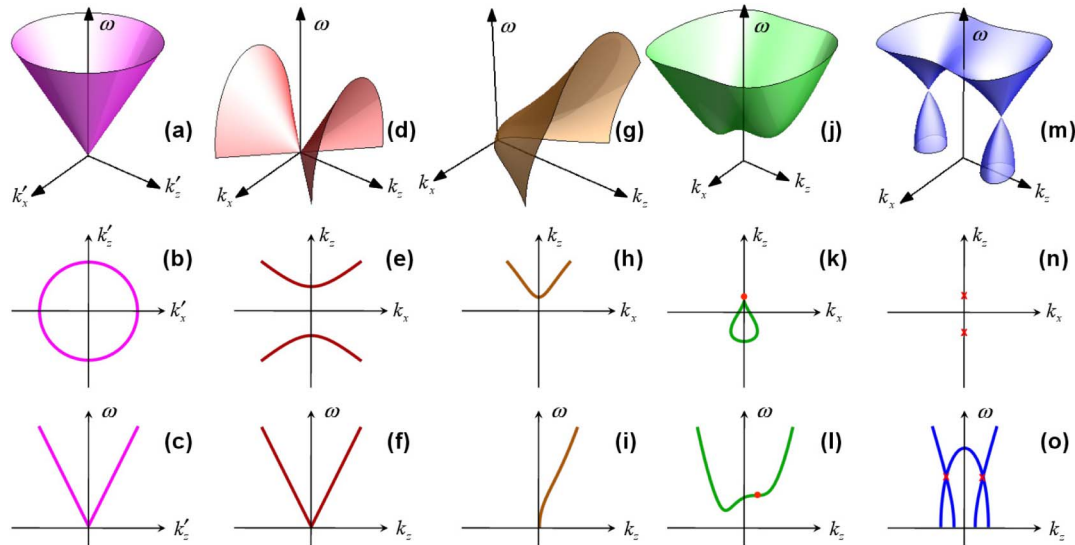 ω ω ω ω ω
(a) (d) (g) (j) (m)
k′x k′z kx kz kx kz kx kz kx kz
k′z (b) kz (e) kz (h) kz (k) kz (n)
k′x kx kx kx kx
ω (c) ω (f) ω (i) ω (l) ω (o)
k′z kz kz kz kz